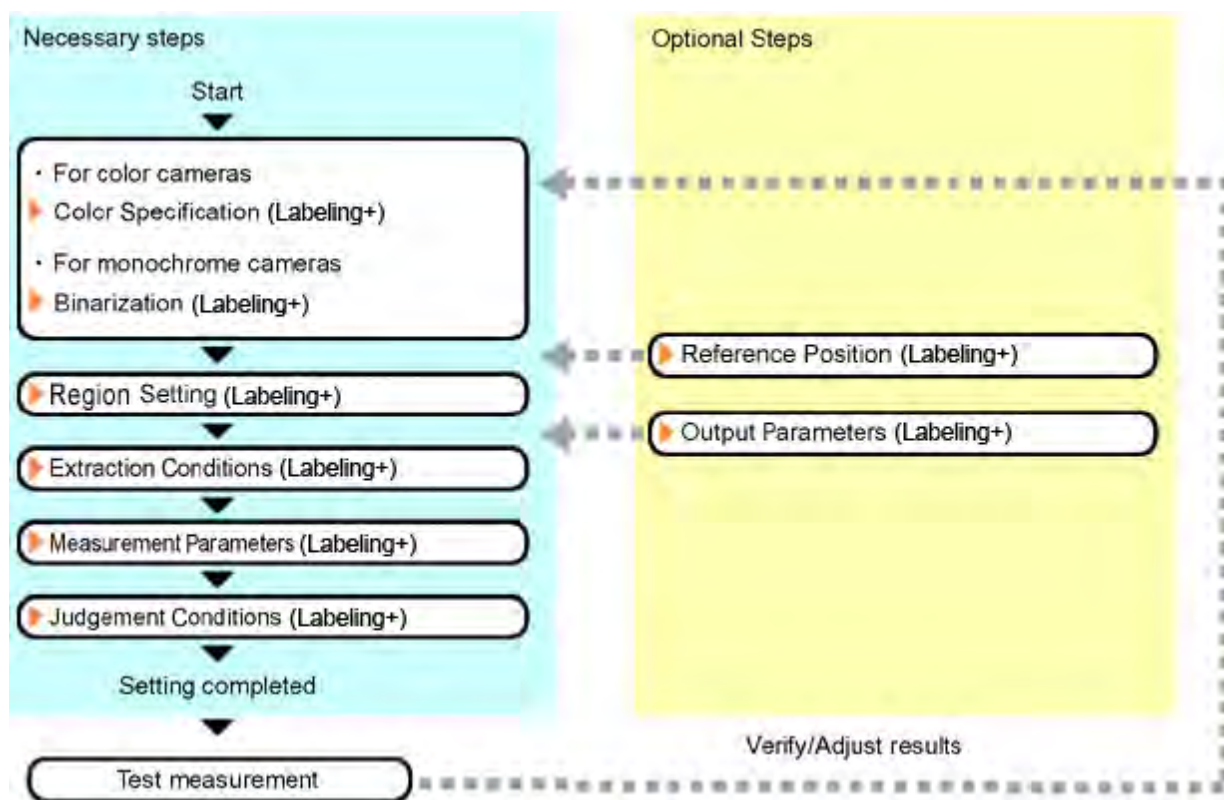 Necessary steps
Start
・For color cameras
Color Specification (Labeling+)
・For monochrome cameras
Binarization (Labeling+)
Region Setting (Labeling+)
Extraction Conditions (Labeling+)
Measurement Parameters (Labeling+)
Judgement Conditions (Labeling+)
Setting completed
Test measurement
Optional Steps
Reference Position (Labeling+)
Output Parameters (Labeling+)
Verify/Adjust results